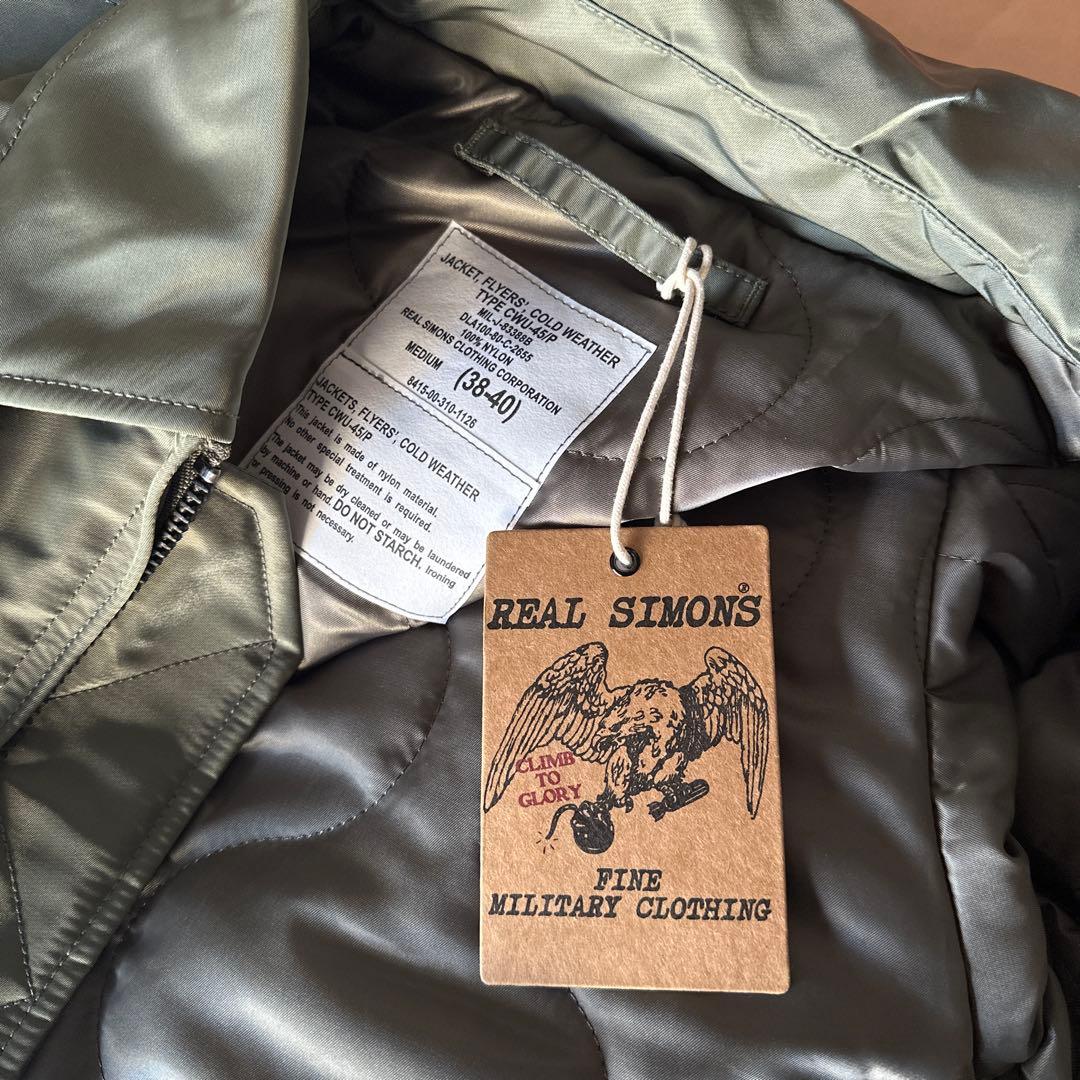 JACKET, FLYERS', COLD WEATHER
TYPE CWU-45/P
MIL-J-83388B
DLA100-80-C-2655
100% NYLON
REAL SIMONS CLOTHING CORPORATION
MEDIUM (38-40)
8415-00-310-1126
JACKETS, FLYERS', COLD WEATHER
TYPE CWU-45/P
This jacket is made of nylon material.
No other special treatment is required.
The jacket may be dry cleaned or may be laundered
by machine or hand. DO NOT STARCH. Ironing
or pressing is not necessary.
REAL SIMON'S®
CLIMB
TO
GLORY
FINE
MILITARY CLOTHING